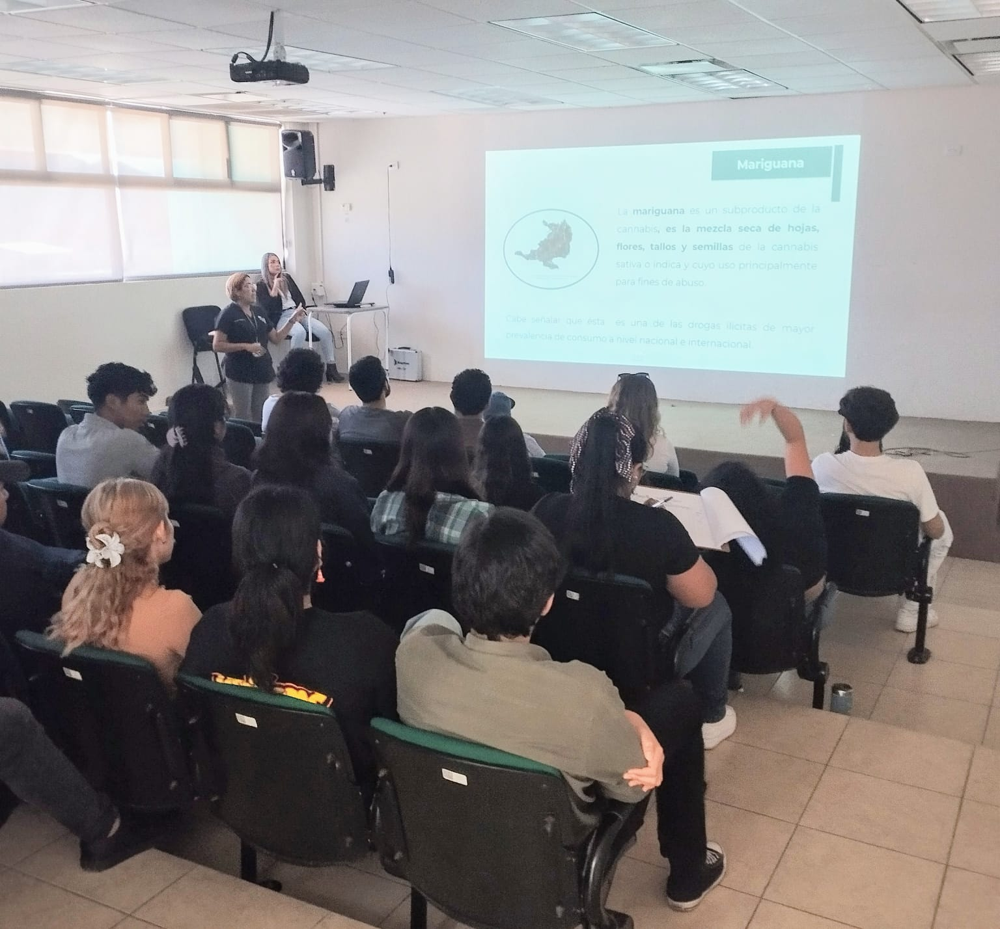 Mariguana
La mariguana es un subproducto de la
cannabis, es la mezcla seca de hojas,
flores, tallos y semillas de la cannabis
sativa o indica y cuyo uso principalmente
para fines de abuso.
Cabe señalar que ésta es una de las drogas ilícitas de mayor
prevalencia de consumo a nivel nacional e internacional.